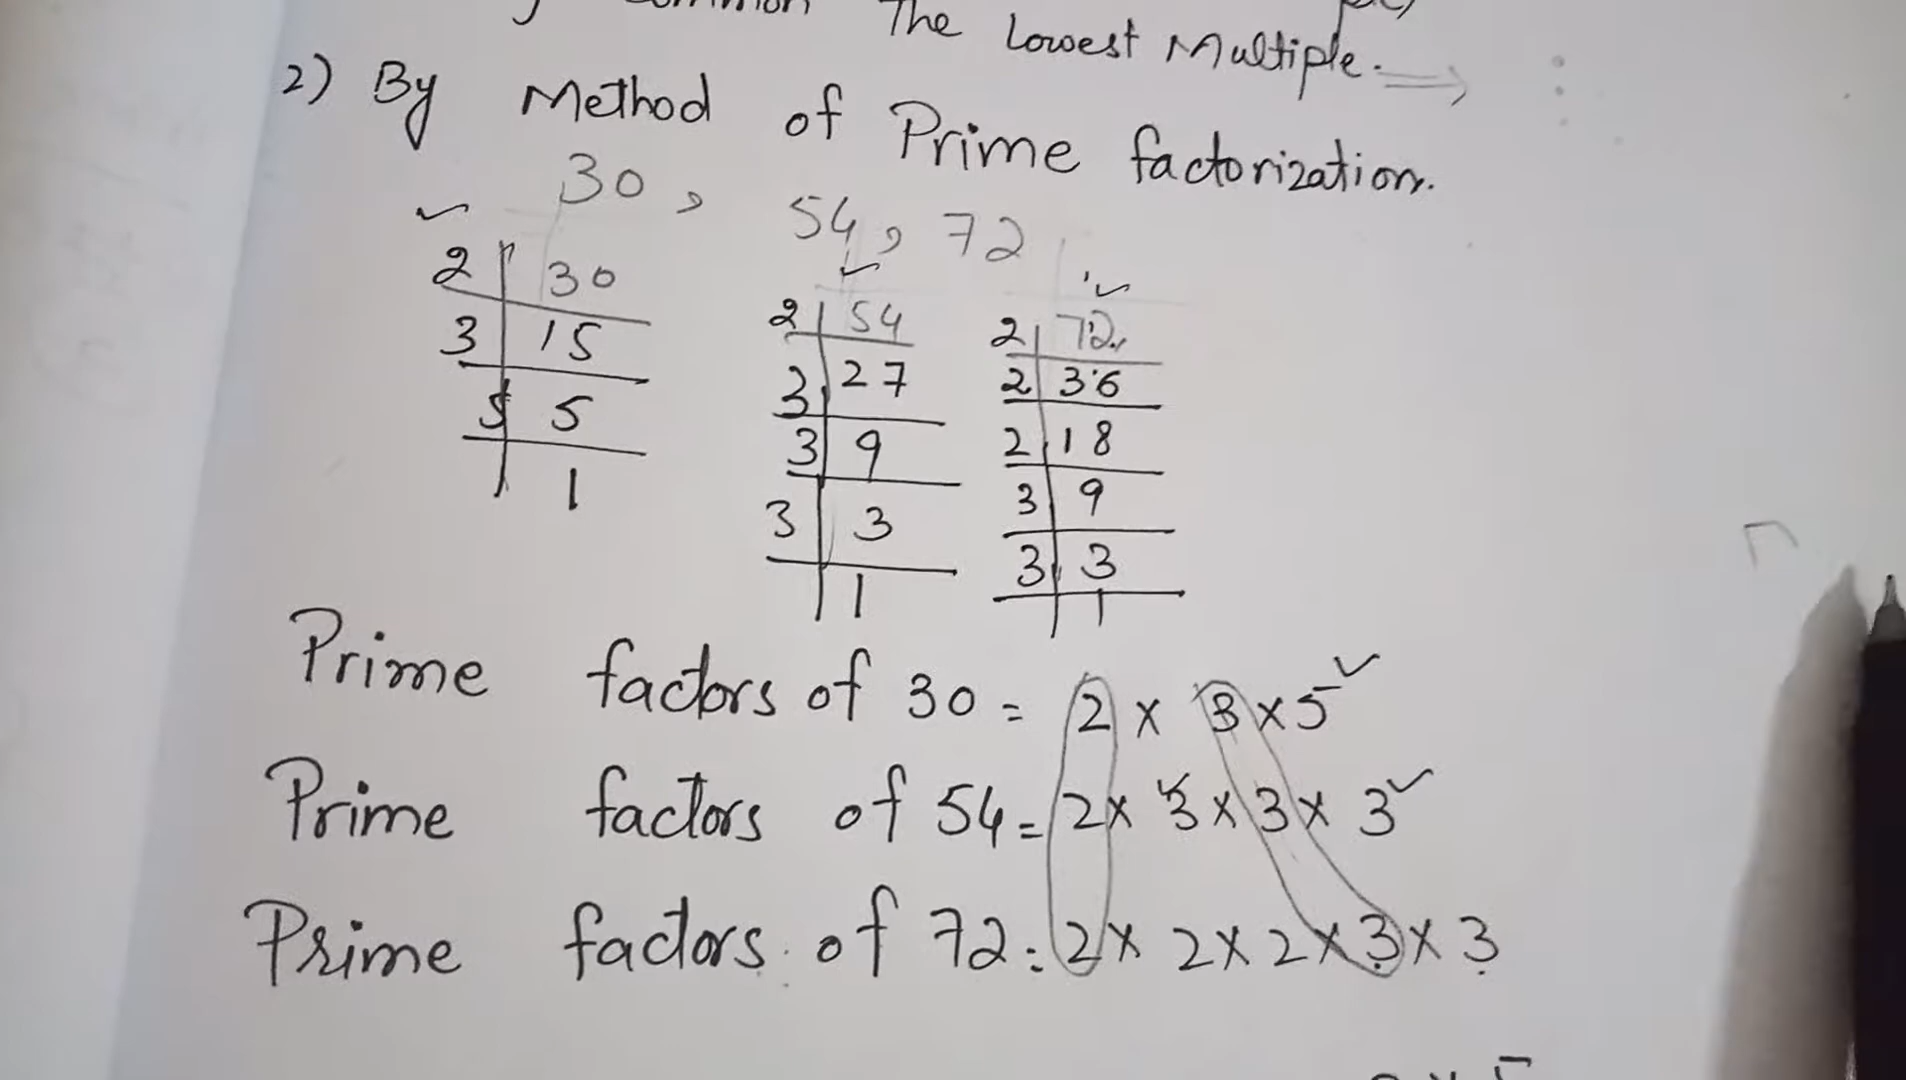 common The Lowest Multiple.
2) By Method of Prime factorization.
30, 54, 72
2 | 30
3 | 15
5 | 5
1
2 | 54
3 | 27
3 | 9
3 | 3
1
2 | 72
2 | 36
2 | 18
3 | 9
3 | 3
1
Prime factors of 30 = 2 x 3 x 5
Prime factors of 54 = 2 x 3 x 3 x 3
Prime factors of 72 = 2 x 2 x 2 x 3 x 3